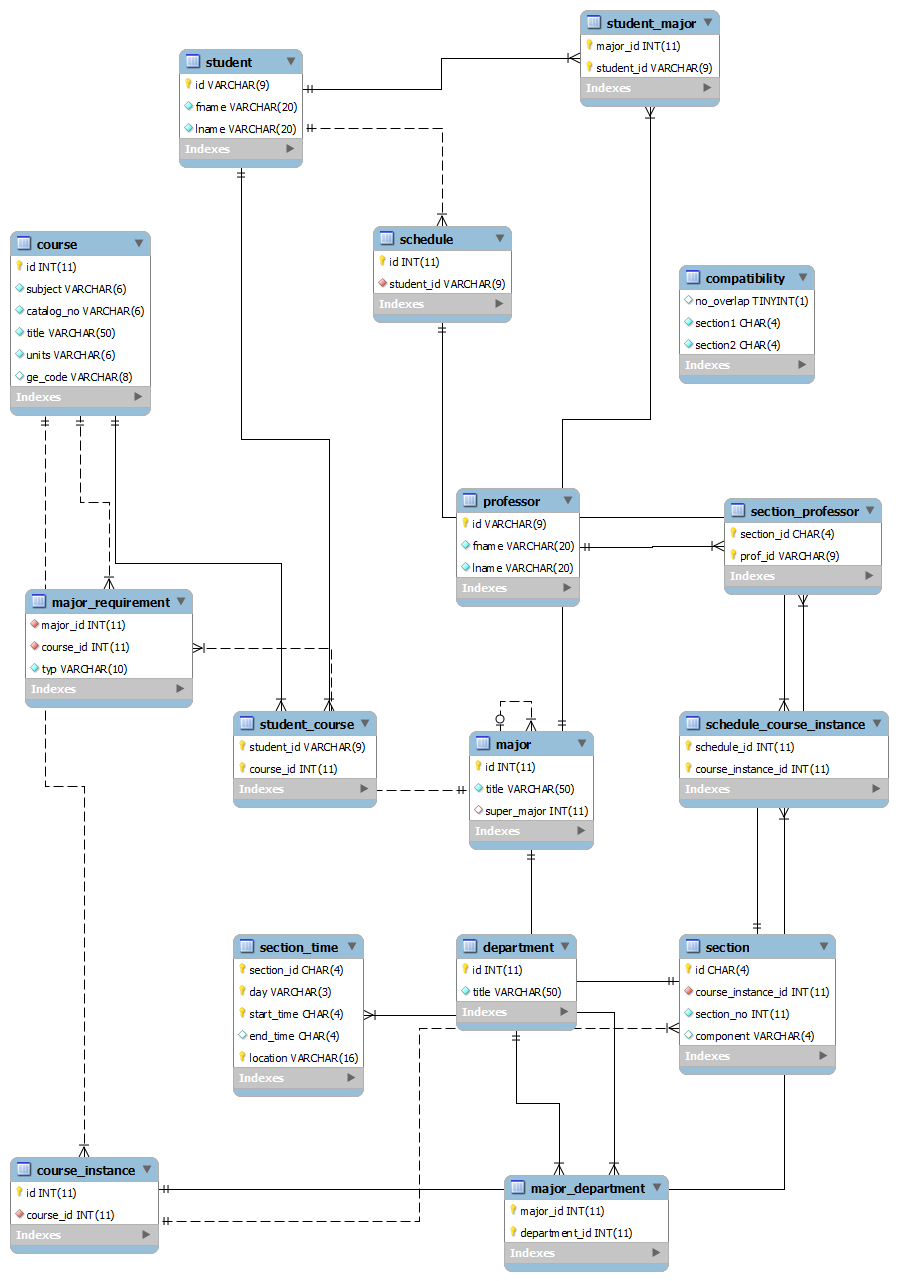 student_major
major_id INT(11)
student_id VARCHAR(9)
Indexes
student
id VARCHAR(9)
fname VARCHAR(20)
lname VARCHAR(20)
Indexes
schedule
id INT(11)
student_id VARCHAR(9)
Indexes
course
id INT(11)
subject VARCHAR(6)
catalog_no VARCHAR(6)
title VARCHAR(50)
units VARCHAR(6)
ge_code VARCHAR(8)
Indexes
compatibility
no_overlap TINYINT(1)
section1 CHAR(4)
section2 CHAR(4)
Indexes
professor
id VARCHAR(9)
fname VARCHAR(20)
lname VARCHAR(20)
Indexes
section_professor
section_id CHAR(4)
prof_id VARCHAR(9)
Indexes
major_requirement
major_id INT(11)
course_id INT(11)
typ VARCHAR(10)
Indexes
student_course
student_id VARCHAR(9)
course_id INT(11)
Indexes
major
id INT(11)
title VARCHAR(50)
super_major INT(11)
Indexes
schedule_course_instance
schedule_id INT(11)
course_instance_id INT(11)
Indexes
section_time
section_id CHAR(4)
day VARCHAR(3)
start_time CHAR(4)
end_time CHAR(4)
location VARCHAR(16)
Indexes
department
id INT(11)
title VARCHAR(50)
Indexes
section
id CHAR(4)
course_instance_id INT(11)
section_no INT(11)
component VARCHAR(4)
Indexes
course_instance
id INT(11)
course_id INT(11)
Indexes
major_department
major_id INT(11)
department_id INT(11)
Indexes